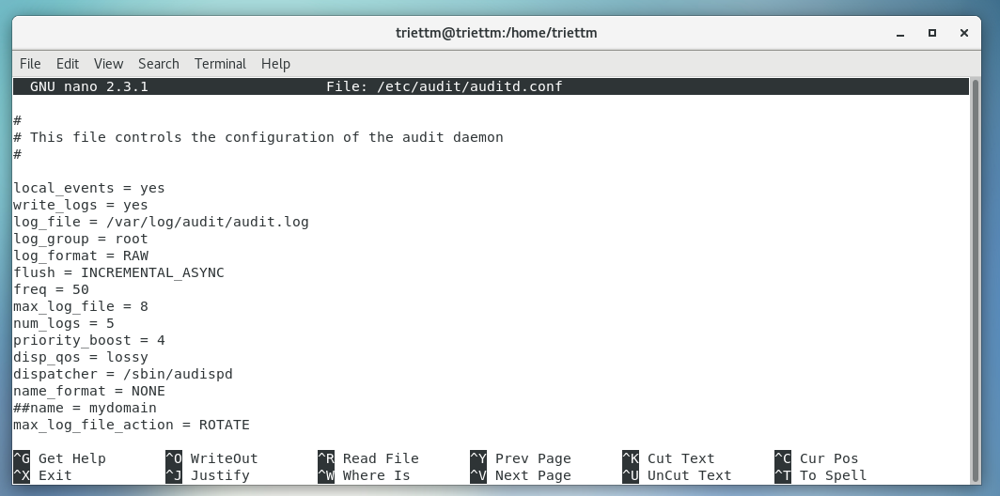 triettm@triettm:/home/triettm
File Edit View Search Terminal Help
GNU nano 2.3.1 File: /etc/audit/auditd.conf
#
# This file controls the configuration of the audit daemon
#
local_events = yes
write_logs = yes
log_file = /var/log/audit/audit.log
log_group = root
log_format = RAW
flush = INCREMENTAL_ASYNC
freq = 50
max_log_file = 8
num_logs = 5
priority_boost = 4
disp_qos = lossy
dispatcher = /sbin/audispd
name_format = NONE
##name = mydomain
max_log_file_action = ROTATE
^G Get Help ^O WriteOut ^R Read File ^Y Prev Page ^K Cut Text ^C Cur Pos
^X Exit ^J Justify ^W Where Is ^V Next Page ^U UnCut Text ^T To Spell